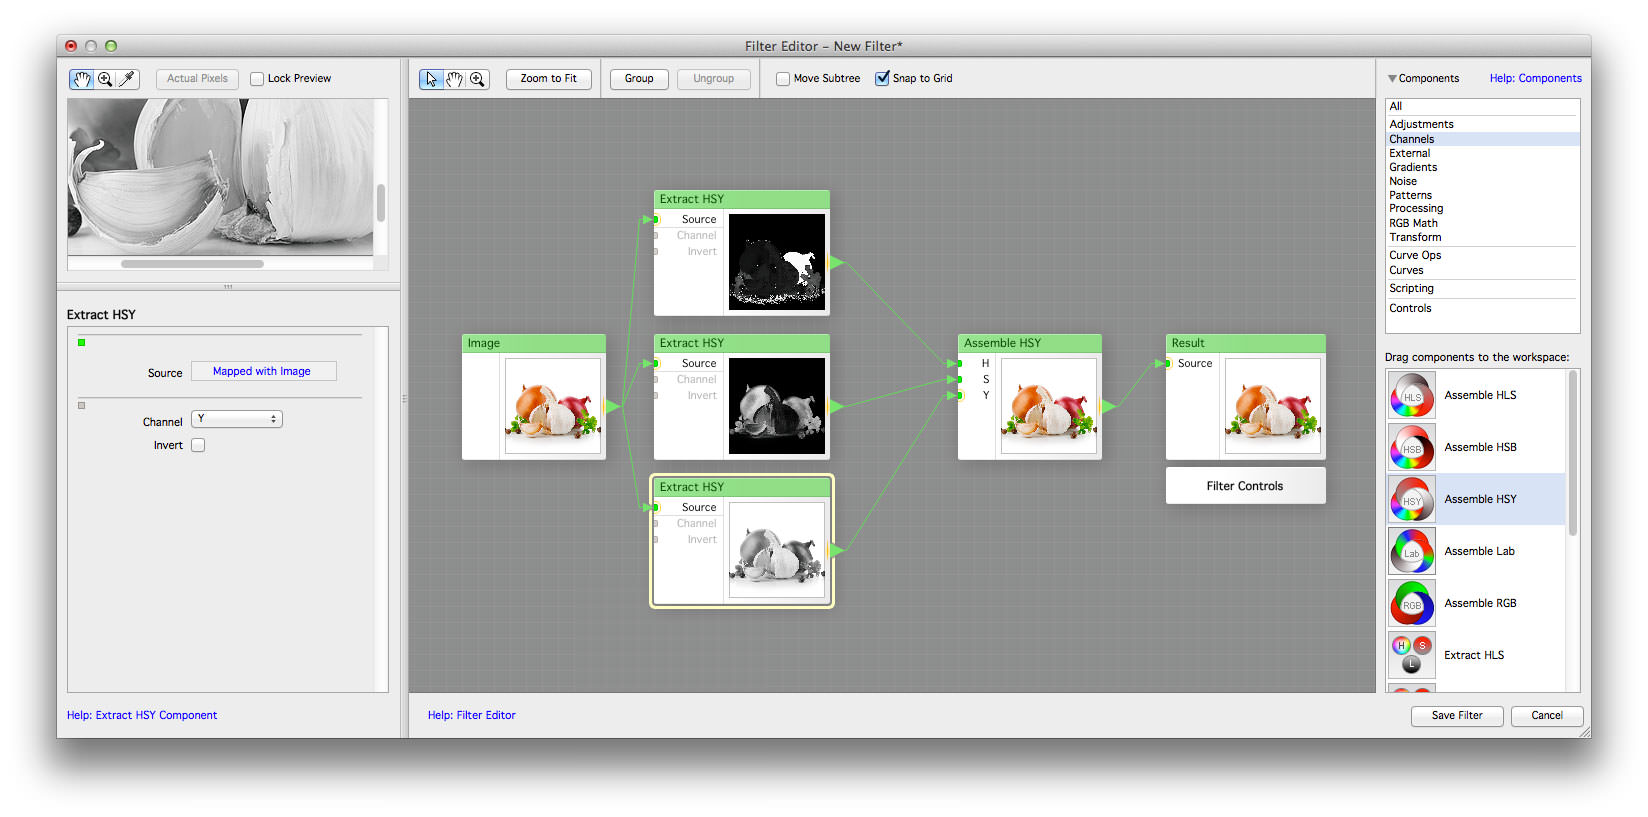 Filter Editor – New Filter*
Actual Pixels
Lock Preview
Zoom to Fit
Group
Ungroup
Move Subtree
Snap to Grid
Components
Help: Components
Extract HSY
Source
Mapped with Image
Channel
Y
Invert
Help: Extract HSY Component
Image
Extract HSY
Source
Channel
Invert
Extract HSY
Source
Channel
Invert
Extract HSY
Source
Channel
Invert
Assemble HSY
H
S
Y
Result
Source
Filter Controls
Help: Filter Editor
All
Adjustments
Channels
External
Gradients
Noise
Patterns
Processing
RGB Math
Transform
Curve Ops
Curves
Scripting
Controls
Drag components to the workspace:
HLS
Assemble HLS
HSB
Assemble HSB
HSY
Assemble HSY
Lab
Assemble Lab
RGB
Assemble RGB
H S
L
Extract HLS
Save Filter
Cancel